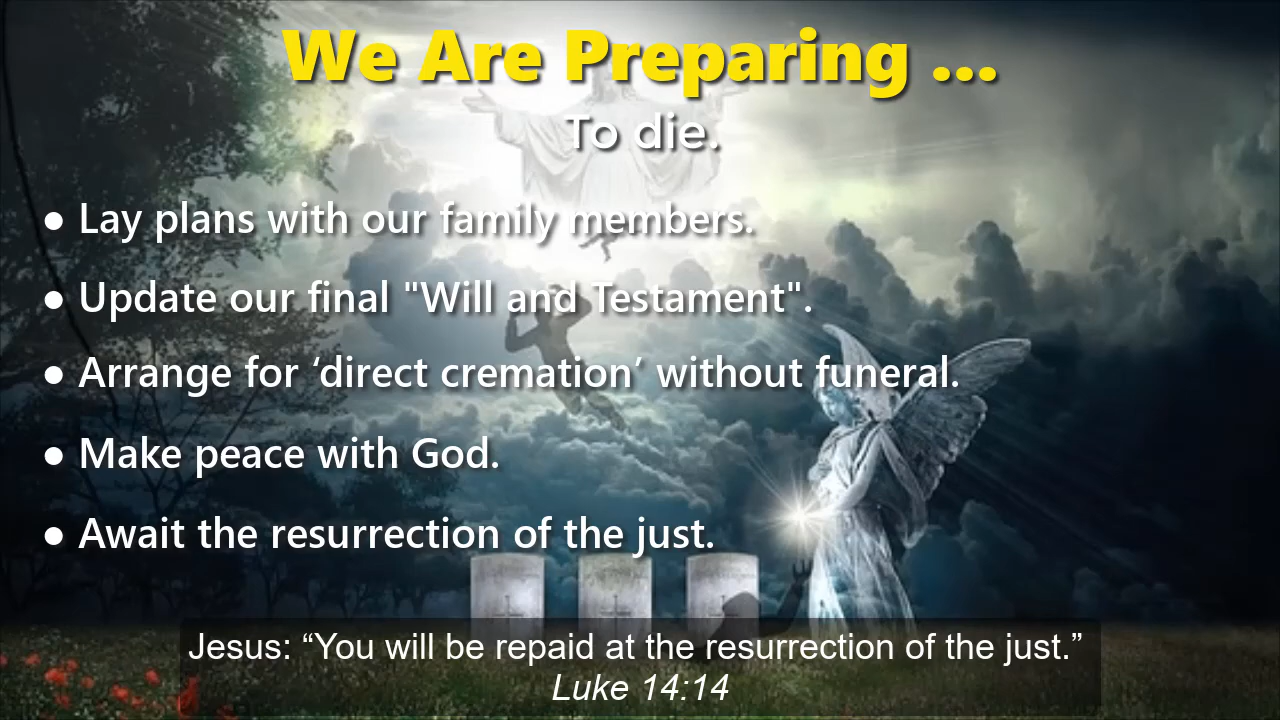 We Are Preparing ...
To die.
● Lay plans with our family members.
● Update our final "Will and Testament".
● Arrange for ‘direct cremation’ without funeral.
● Make peace with God.
● Await the resurrection of the just.
Jesus: “You will be repaid at the resurrection of the just.”
Luke 14:14